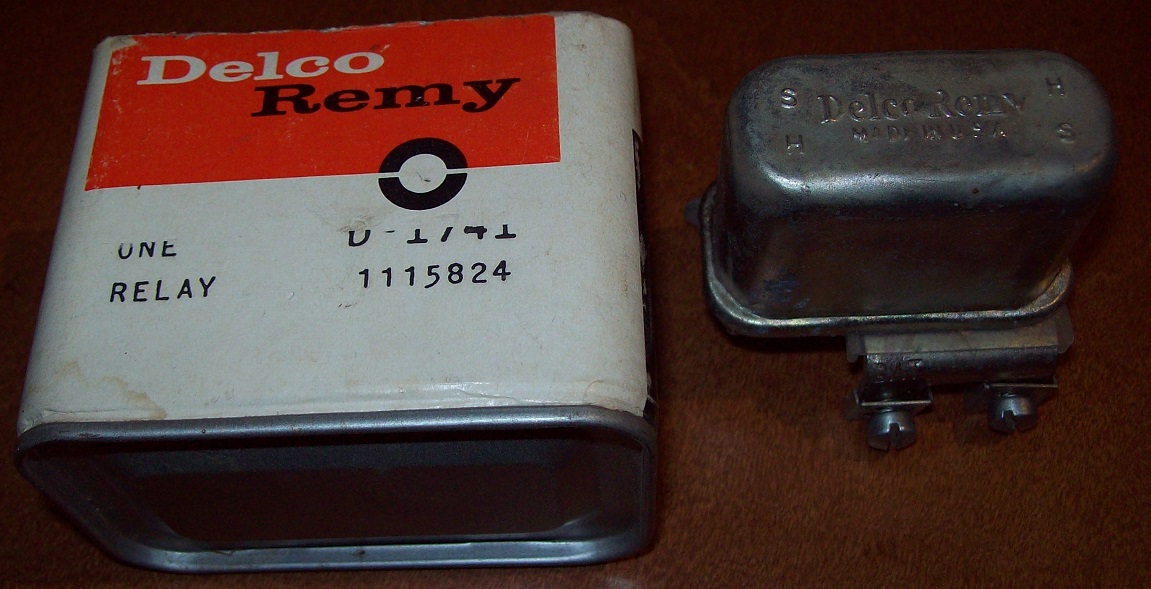 Delco
Remy
ONE D-1741
RELAY 1115824
S H
Delco-Remy
MADE IN U.S.A.
H S